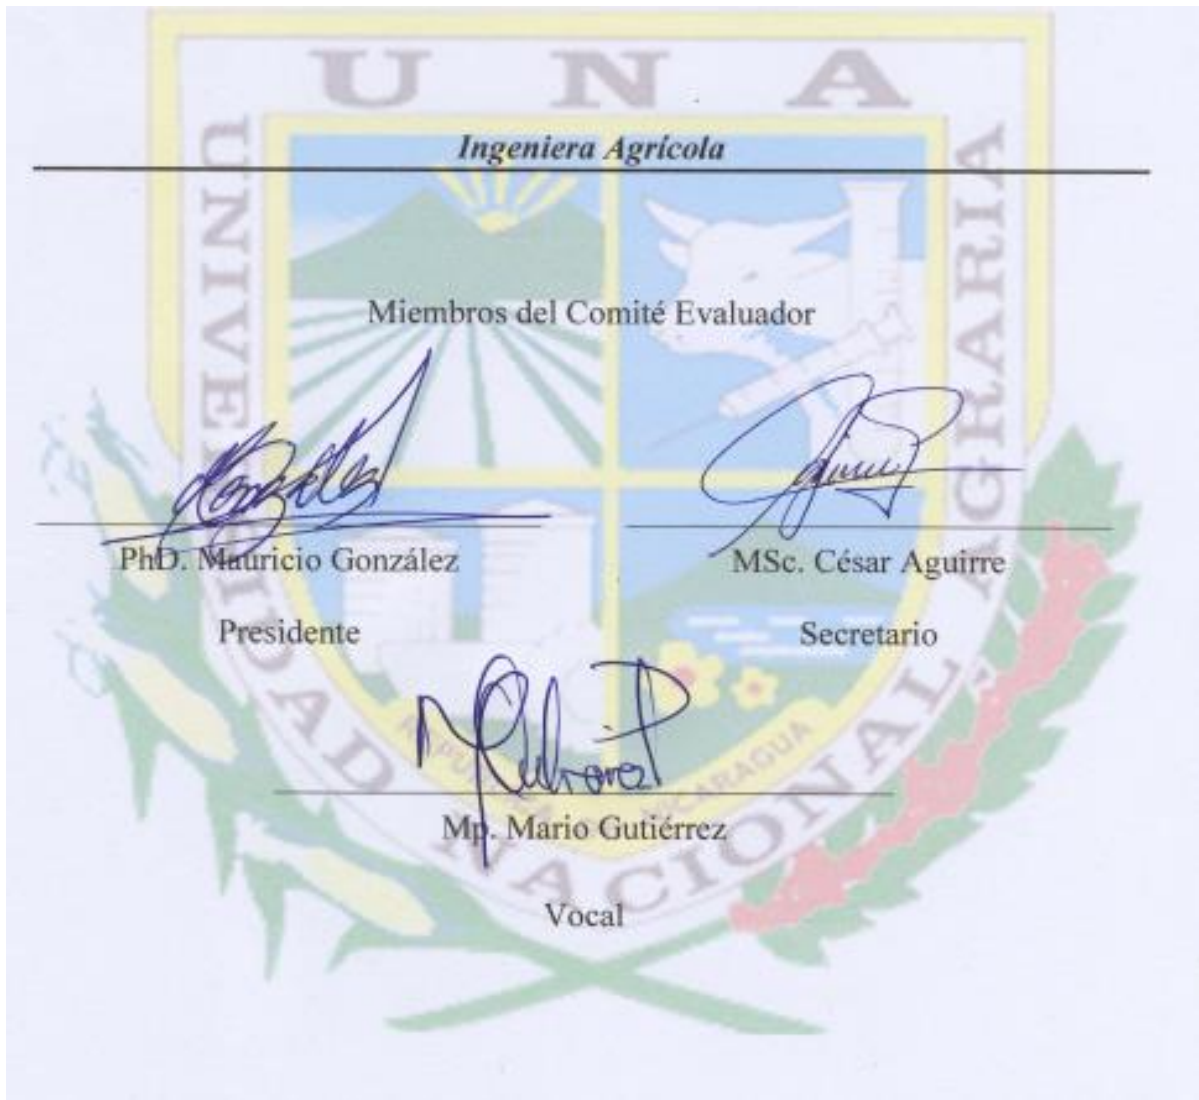 U N A
UNIVERSIDAD NACIONAL AGRARIA
Ingeniera Agrícola
Miembros del Comité Evaluador
PhD. Mauricio González
MSc. César Aguirre
Presidente
Secretario
NICARAGUA
Mp. Mario Gutiérrez
Vocal